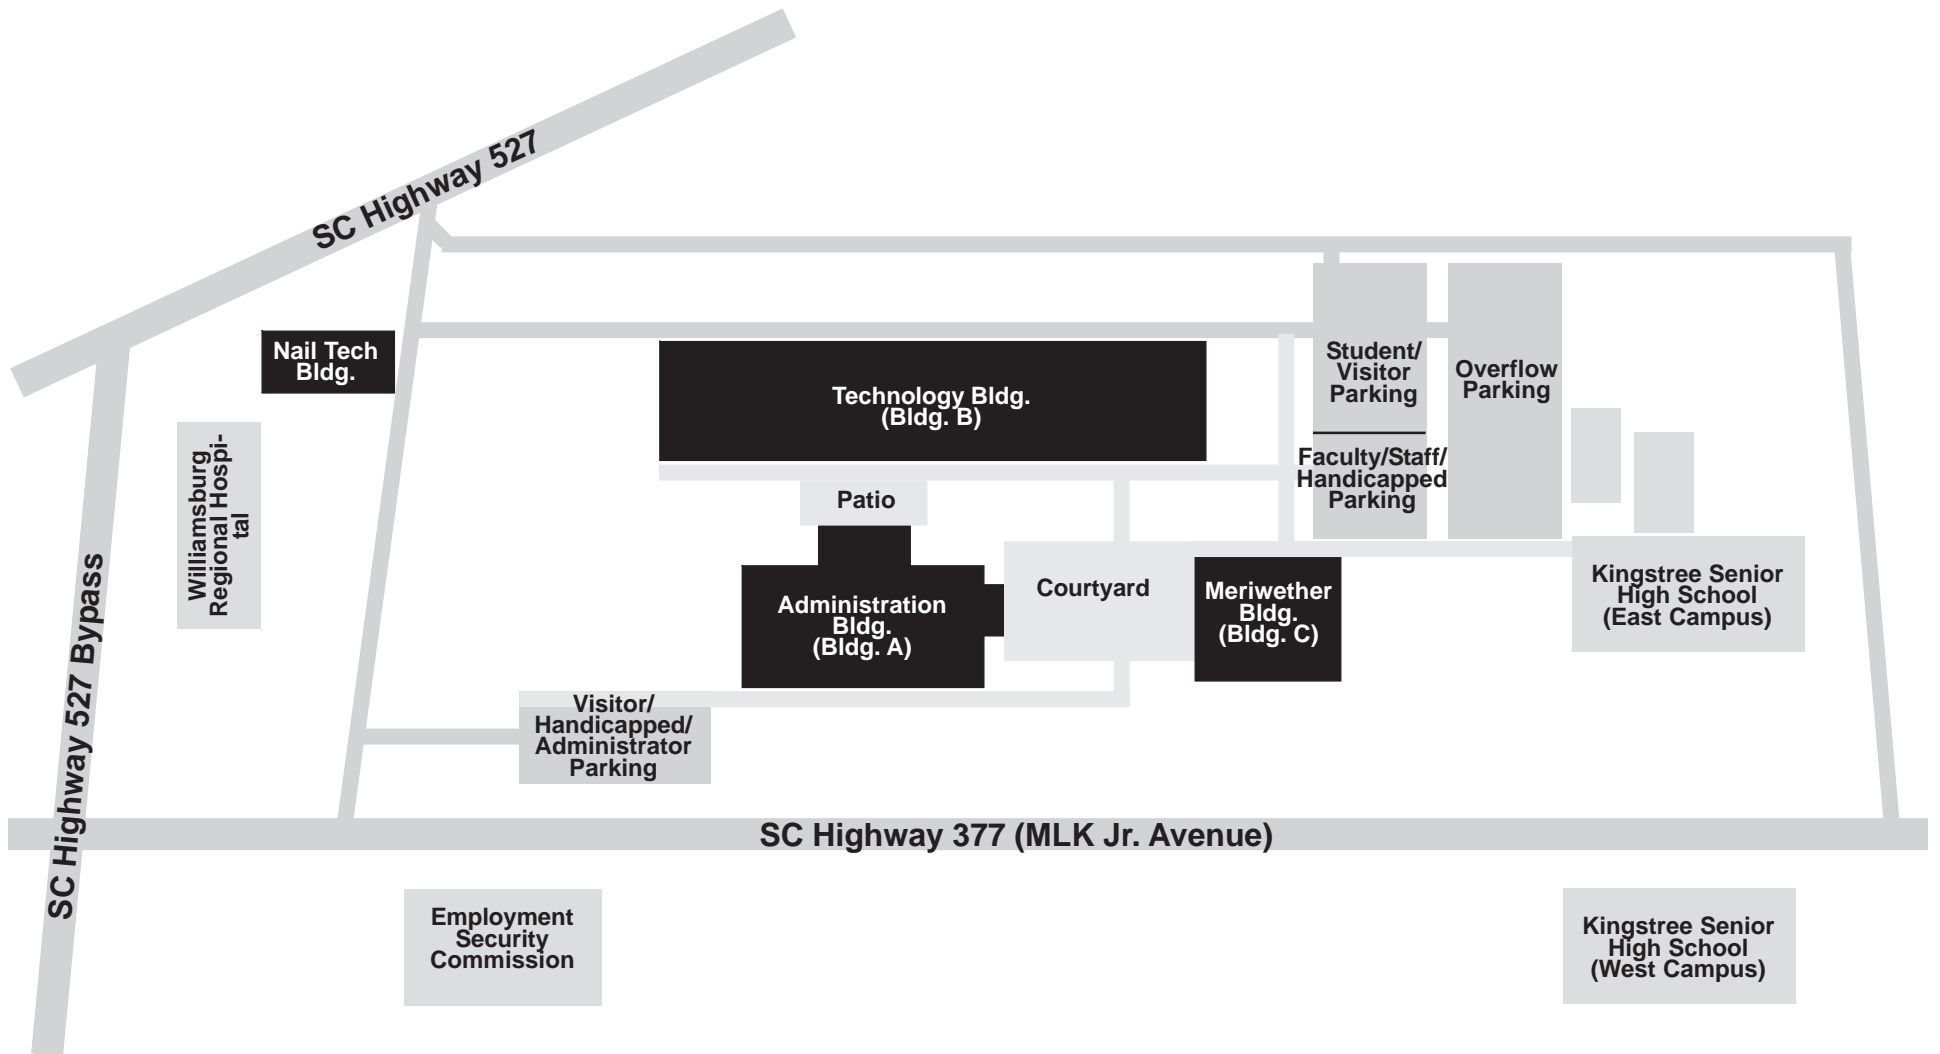 SC Highway 527
Nail Tech
Bldg.
Technology Bldg.
(Bldg. B)
Student/
Visitor
Parking
Overflow
Parking
Faculty/Staff/
Handicapped
Parking
Williamsburg
Regional Hospi-
tal
Patio
Administration
Bldg.
(Bldg. A)
Courtyard
Meriwether
Bldg.
(Bldg. C)
Kingstree Senior
High School
(East Campus)
SC Highway 527 Bypass
Visitor/
Handicapped/
Administrator
Parking
SC Highway 377 (MLK Jr. Avenue)
Employment
Security
Commission
Kingstree Senior
High School
(West Campus)